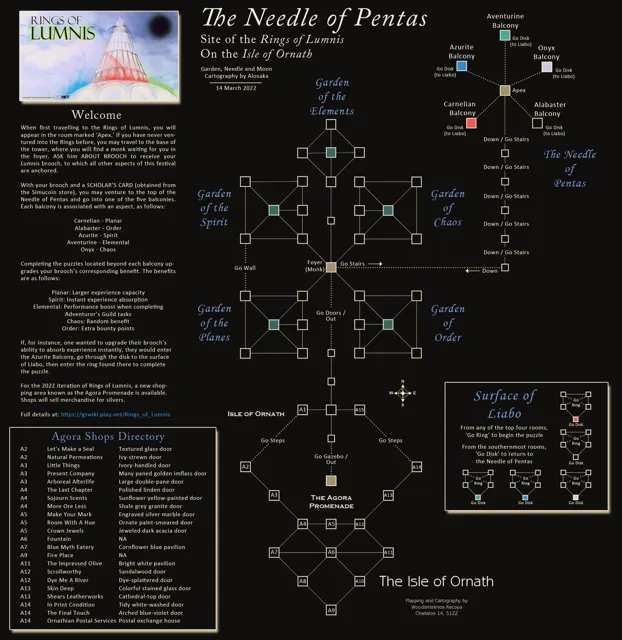 RINGS OF
LUMNIS
The Needle of Pentas
Site of the Rings of Lumnis
On the Isle of Ornath
Garden, Needle and Moon
Cartography by Alosaka
14 March 2022
Welcome
When first travelling to the Rings of Lumnis, you will
appear in the room marked 'Apex.' If you have never ven-
tured into the Rings before, you may travel to the base of
the tower, where you will find a monk waiting for you in
the foyer. ASK him ABOUT BROOCH to receive your
Lumnis brooch, to which all other aspects of this festival
are anchored.
With your brooch and a SCHOLAR'S CARD (obtained from
the Simucoin store), you may venture to the top of the
Needle of Pentas and go into one of the five balconies.
Each balcony is associated with an aspect, as follows:
Carnelian - Planar
Alabaster - Order
Azurite - Spirit
Aventurine - Elemental
Onyx - Chaos
Completing the puzzles located beyond each balcony up-
grades your brooch's corresponding benefit. The benefits
are as follows:
Planar: Larger experience capacity
Spirit: Instant experience absorption
Elemental: Performance boost when completing
Adventurer's Guild tasks
Chaos: Random benefit
Order: Extra bounty points
If, for instance, one wanted to upgrade their brooch's
ability to absorb experience instantly, they would enter
the Azurite Balcony, go through the disk to the surface
of Liabo, then enter the ring found there to complete
the puzzle.
For the 2022 iteration of Rings of Lumnis, a new shop-
ping area known as the Agora Promenade is available.
Shops will sell merchandise for silvers.
Full details at: https://gswiki.play.net/Rings_of_Lumnis
Aventurine
Balcony
Go Disk
(to Liabo)
Azurite
Balcony
Go Disk
(to Liabo)
Onyx
Balcony
Go Disk
(to Liabo)
Apex
Carnelian
Balcony
Go Disk
(to Liabo)
Alabaster
Balcony
Go Disk
(to Liabo)
Down / Go Stairs
Down / Go Stairs
Down / Go Stairs
Down / Go Stairs
Down / Go Stairs
The Needle
of
Pentas
Garden
of the
Elements
Garden
of the
Spirit
Garden
of
Chaos
Go Wall
Foyer
(Monk)
Go Stairs
Down
Garden
of the
Planes
Go Doors /
Out
Garden
of
Order
N
W
E
S
Isle of Ornath
A1
A15
Go Steps
Go Steps
A2
Go Gazebo /
Out
A14
The Agora
Promenade
A3
A13
A4
A5
A12
A7
A6
A11
A8
A10
A9
The Isle of Ornath
Mapping and Cartography by
Woodsmistress Kecoya
Charlatos 14, 5122
Surface of
Liabo
From any of the top four rooms,
'Go Ring' to begin the puzzle
From the southernmost rooms,
'Go Disk' to return to
the Needle of Pentas
Go
Ring
Go Disk
Go
Ring
Go Disk
Go
Ring
Go Disk
Go
Ring
Go Disk
Go
Ring
Go Disk
Agora Shops Directory
A2 Let's Make a Seal Textured glass door
A2 Natural Permeations Ivy-strewn door
A3 Little Things Ivory-handled door
A3 Present Company Many paned golden inflass door
A3 Arboreal Afterlife Large double-pane door
A4 The Last Chapter Polished linden door
A4 Sojourn Scents Sunflower yellow-painted door
A4 More Ore Less Shale grey granite door
A5 Make Your Mark Engraved silver marble door
A5 Room With A Hue Ornate paint-smeared door
A5 Crown Jewels Jeweled dark acacia door
A6 Fountain NA
A7 Blue Myth Eatery Cornflower blue pavilion
A9 Fire Place NA
A11 The Impressed Olive Bright white pavilion
A12 Scrollworthy Sandalwood door
A12 Dye Me A River Dye-splattered door
A13 Skin Deep Colorful stained glass door
A13 Shears Leatherworks Cathedral-top door
A14 In Print Condition Tidy white-washed door
A14 The Final Touch Arched blue-violet door
A14 Ornathian Postal Services Postal exchange house